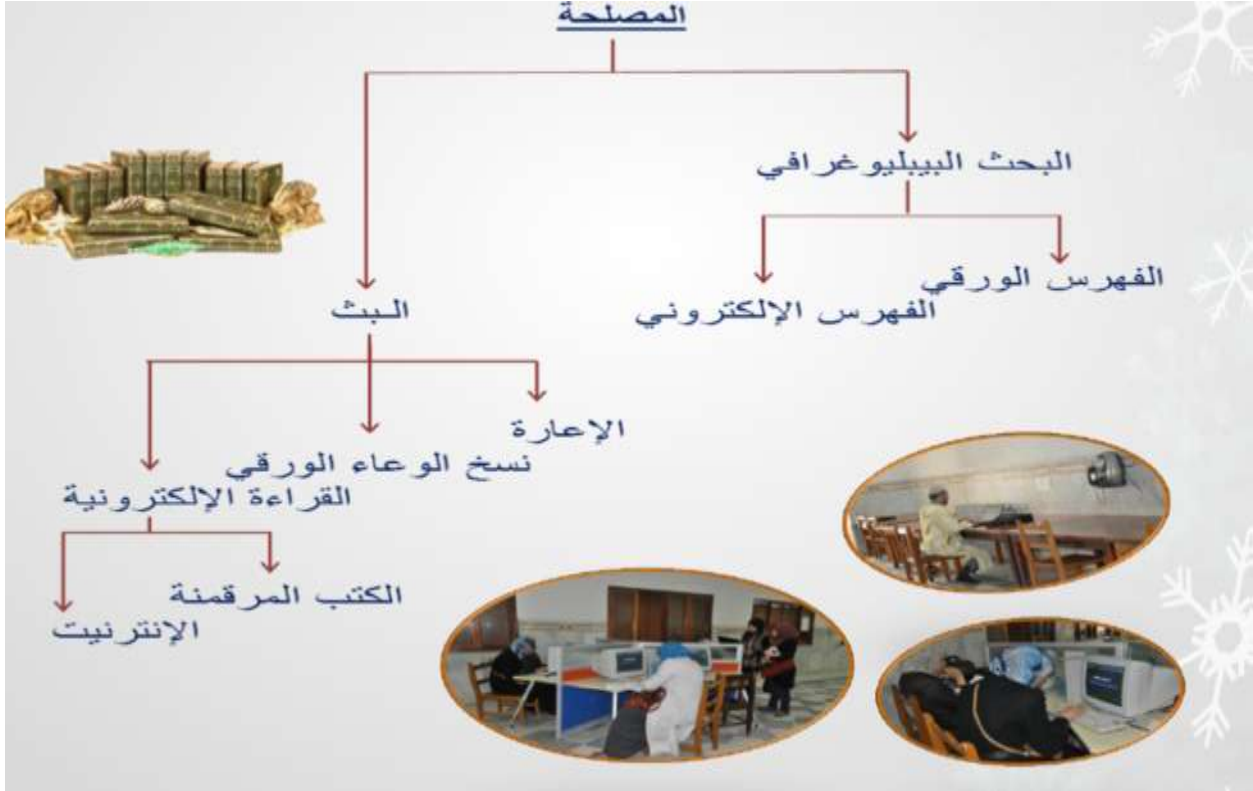 المصلحة
البحث البيبليوغرافي
الفهرس الورقي
الفهرس الإلكتروني
البث
الإعارة
نسخ الوعاء الورقي
القراءة الإلكترونية
الكتب المرقمنة
الإنترنيت